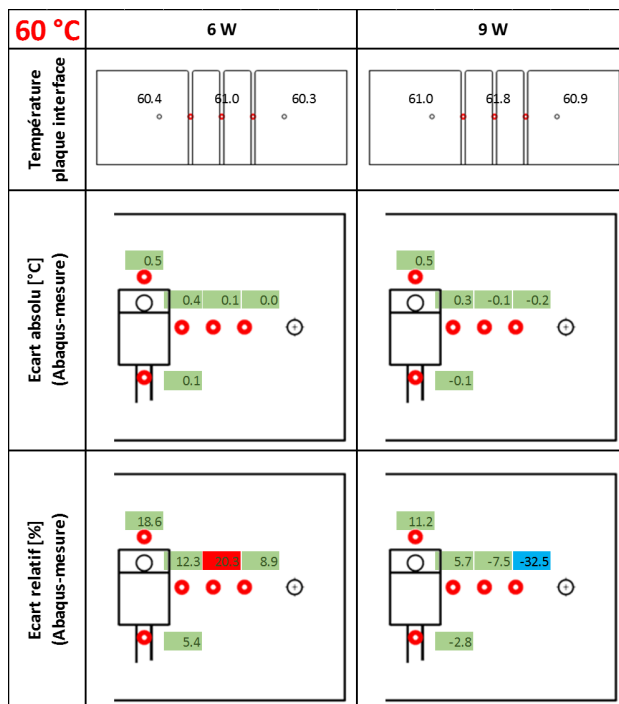 60 °C
6 W
9 W
Température
plaque interface
60.4 61.0 60.3
61.0 61.8 60.9
Ecart absolu [°C]
(Abaqus-mesure)
0.5
0.4 0.1 0.0
0.1
0.5
0.3 -0.1 -0.2
-0.1
Ecart relatif [%]
(Abaqus-mesure)
18.6
12.3 8.9
5.4
11.2
5.7 -7.5 -32.5
-2.8